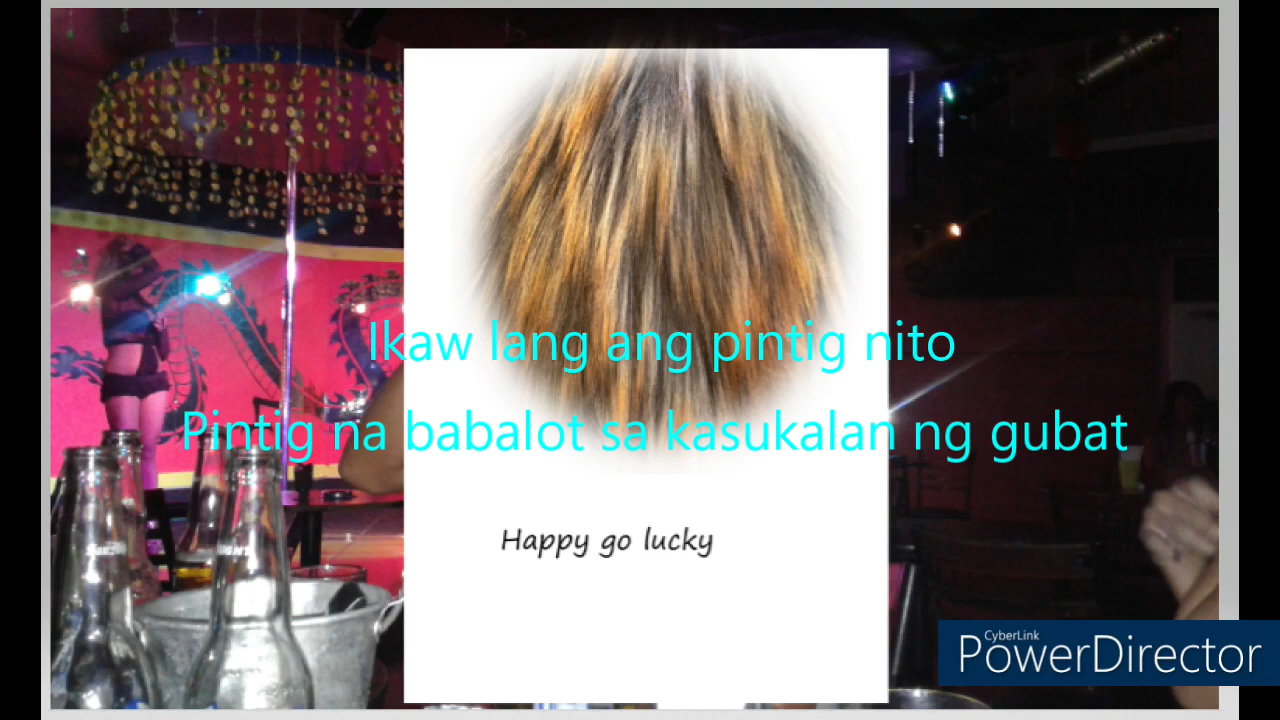 Ikaw lang ang pintig nito
Pintig na babalot sa kasukalan ng gubat
Happy go lucky
CyberLink
PowerDirector